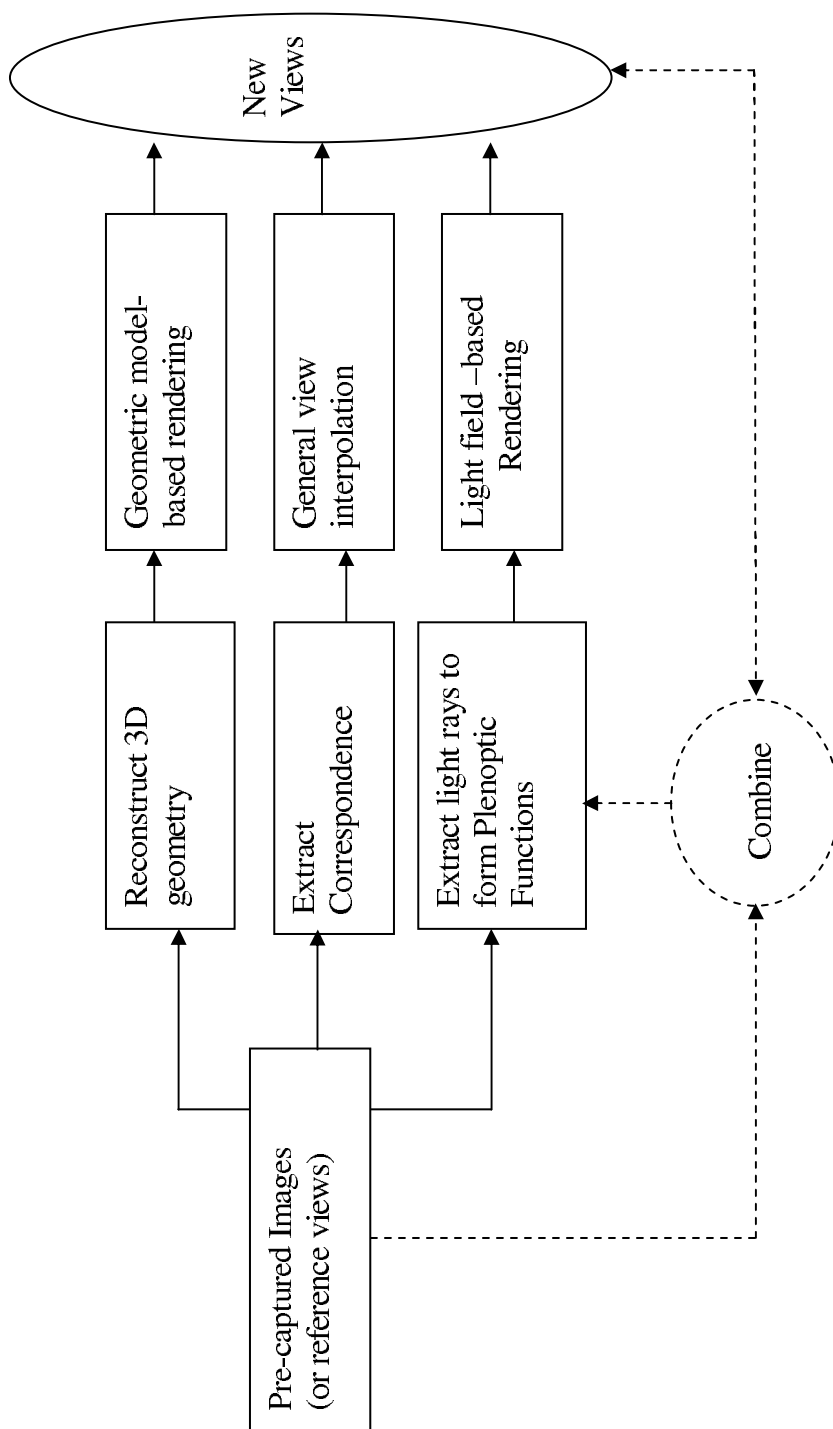 Pre-captured Images
(or reference views)
Reconstruct 3D
geometry
Geometric model-
based rendering
Extract
Correspondence
General view
interpolation
Extract light rays to
form Plenoptic
Functions
Light field –based
Rendering
New
Views
Combine